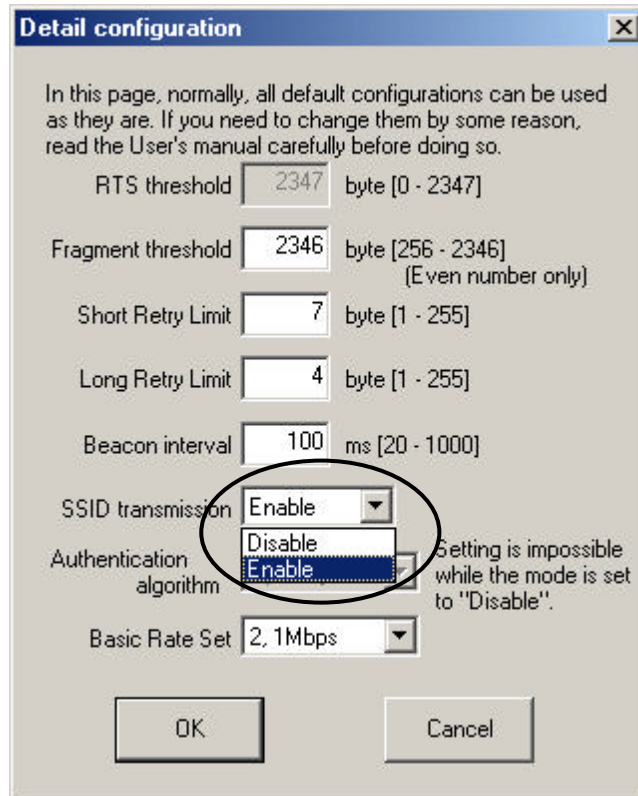 Detail configuration
In this page, normally, all default configurations can be used
as they are. If you need to change them by some reason,
read the User's manual carefully before doing so.
RTS threshold 2347 byte [0 - 2347]
Fragment threshold 2346 byte [256 - 2346]
(Even number only)
Short Retry Limit 7 byte [1 - 255]
Long Retry Limit 4 byte [1 - 255]
Beacon interval 100 ms [20 - 1000]
SSID transmission Enable
Disable
Enable
Authentication
algorithm
Setting is impossible
while the mode is set
to "Disable".
Basic Rate Set 2, 1Mbps
OK Cancel